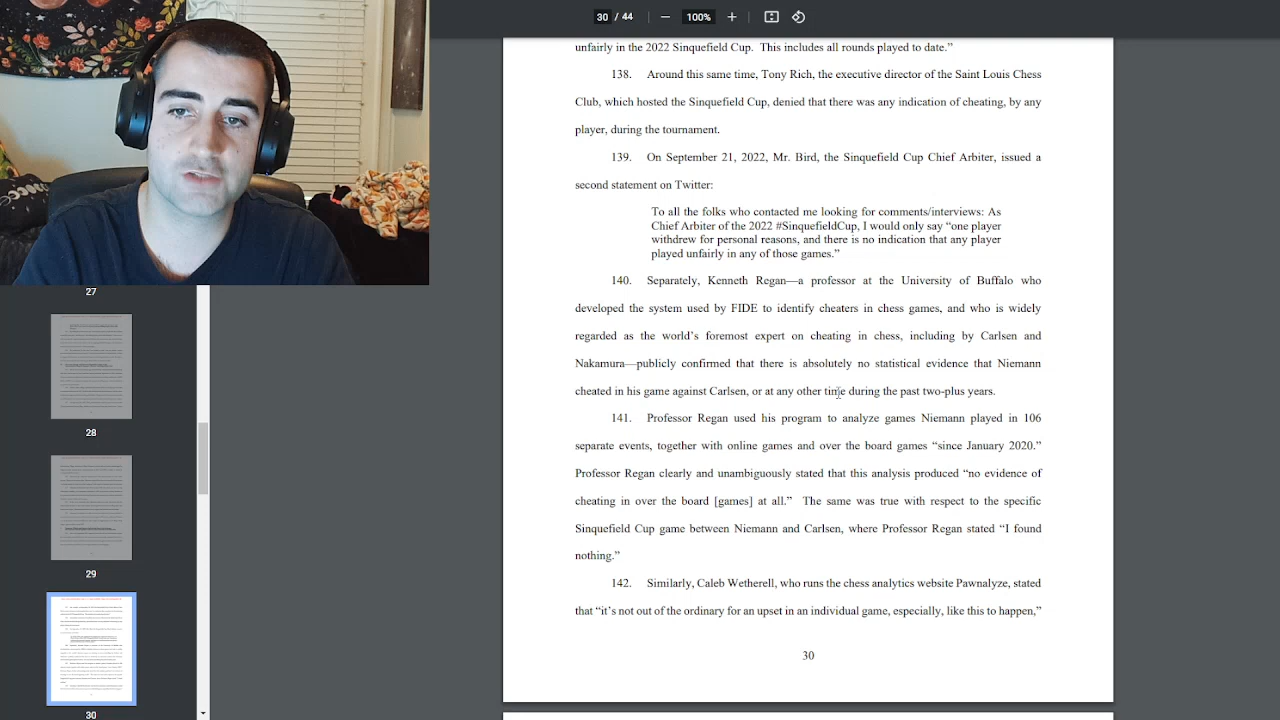 30 / 44
100%
unfairly in the 2022 Sinquefield Cup. This includes all rounds played to date.”
138. Around this same time, Tony Rich, the executive director of the Saint Louis Chess
Club, which hosted the Sinquefield Cup, denied that there was any indication of cheating, by any
player, during the tournament.
139. On September 21, 2022, Mr. Bird, the Sinquefield Cup Chief Arbiter, issued a
second statement on Twitter:
To all the folks who contacted me looking for comments/interviews: As
Chief Arbiter of the 2022 #SinquefieldCup, I would only say “one player
withdrew for personal reasons, and there is no indication that any player
played unfairly in any of those games.”
140. Separately, Kenneth Regan—a professor at the University of Buffalo who
developed the system used by FIDE to identify cheaters in chess games, and who is widely
regarded as the world’s foremost expert on cheating in chess, including by Carlsen and
Nakamura—publicly confirmed that there is absolutely no statistical evidence that Niemann
cheated in his game against Carlsen, or at any other time during the past two-plus years.
141. Professor Regan used his program to analyze games Niemann played in 106
separate events, together with online games and over the board games “since January 2020.”
Professor Regan clearly and unambiguously stated that this analysis produced “no evidence of
cheating in over the board [games] at all.” The same was true with respect to the specific
Sinquefield Cup game between Niemann and Carlsen, where Professor Regan stated “I found
nothing.”
142. Similarly, Caleb Wetherell, who runs the chess analytics website Pawnalyze, stated
that “it’s not out of the ordinary for an upset in an individual game, especially, like this to happen,”
30
27
28
29
30